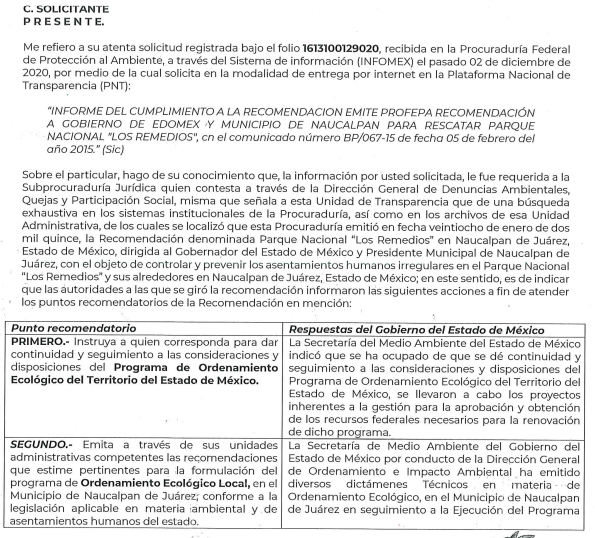 C. SOLICITANTE
P R E S E N T E.
Me refiero a su atenta solicitud registrada bajo el folio 1613100129020, recibida en la Procuraduría Federal
de Protección al Ambiente, a través del Sistema de información (INFOMEX) el pasado 02 de diciembre de
2020, por medio de la cual solicita en la modalidad de entrega por internet en la Plataforma Nacional de
Transparencia (PNT):
"INFORME DEL CUMPLIMIENTO A LA RECOMENDACION EMITE PROFEPA RECOMENDACIÓN
A GOBIERNO DE EDOMEX Y MUNICIPIO DE NAUCALPAN PARA RESCATAR PARQUE
NACIONAL "LOS REMEDIOS", en el comunicado número BP/067-15 de fecha 05 de febrero del
año 2015." (Sic)
Sobre el particular, hago de su conocimiento que, la información por usted solicitada, le fue requerida a la
Subprocuraduría Jurídica quien contesta a través de la Dirección General de Denuncias Ambientales,
Quejas y Participación Social, misma que señala a esta Unidad de Transparencia que de una búsqueda
exhaustiva en los sistemas institucionales de la Procuraduría, así como en los archivos de esa Unidad
Administrativa, de los cuales se localizó que esta Procuraduría emitió en fecha veintiocho de enero de dos
mil quince, la Recomendación denominada Parque Nacional "Los Remedios" en Naucalpan de Juárez,
Estado de México, dirigida al Gobernador del Estado de México y Presidente Municipal de Naucalpan de
Juárez, con el objeto de controlar y prevenir los asentamientos humanos irregulares en el Parque Nacional
"Los Remedios" y sus alrededores en Naucalpan de Juárez, Estado de México; en este sentido, es de indicar
que las autoridades a las que se giró la recomendación informaron las siguientes acciones a fin de atender
los puntos recomendatorios de la Recomendación en mención:
Punto recomendatorio
PRIMERO.- Instruya a quien corresponda para dar
continuidad y seguimiento a las consideraciones y
disposiciones del Programa de Ordenamiento
Ecológico del Territorio del Estado de México.
Respuestas del Gobierno del Estado de México
La Secretaría del Medio Ambiente del Estado de México
indicó que se ha ocupado de que se dé continuidad y
seguimiento a las consideraciones y disposiciones del
Programa de Ordenamiento Ecológico del Territorio del
Estado de México, se llevaron a cabo los proyectos
inherentes a la gestión para la aprobación y obtención
de los recursos federales necesarios para la renovación
de dicho programa.
SEGUNDO.- Emita a través de sus unidades
administrativas competentes las recomendaciones
que estime pertinentes para la formulación del
programa de Ordenamiento Ecológico Local, en el
Municipio de Naucalpan de Juárez; conforme a la
legislación aplicable en materia ambiental y de
asentamientos humanos del estado.
La Secretaría de Medio Ambiente del Gobierno del
Estado de México por conducto de la Dirección General
de Ordenamiento e Impacto Ambiental ha emitido
diversos dictámenes Técnicos en materia de
Ordenamiento Ecológico, en el Municipio de Naucalpan
de Juárez en seguimiento a la Ejecución del Programa